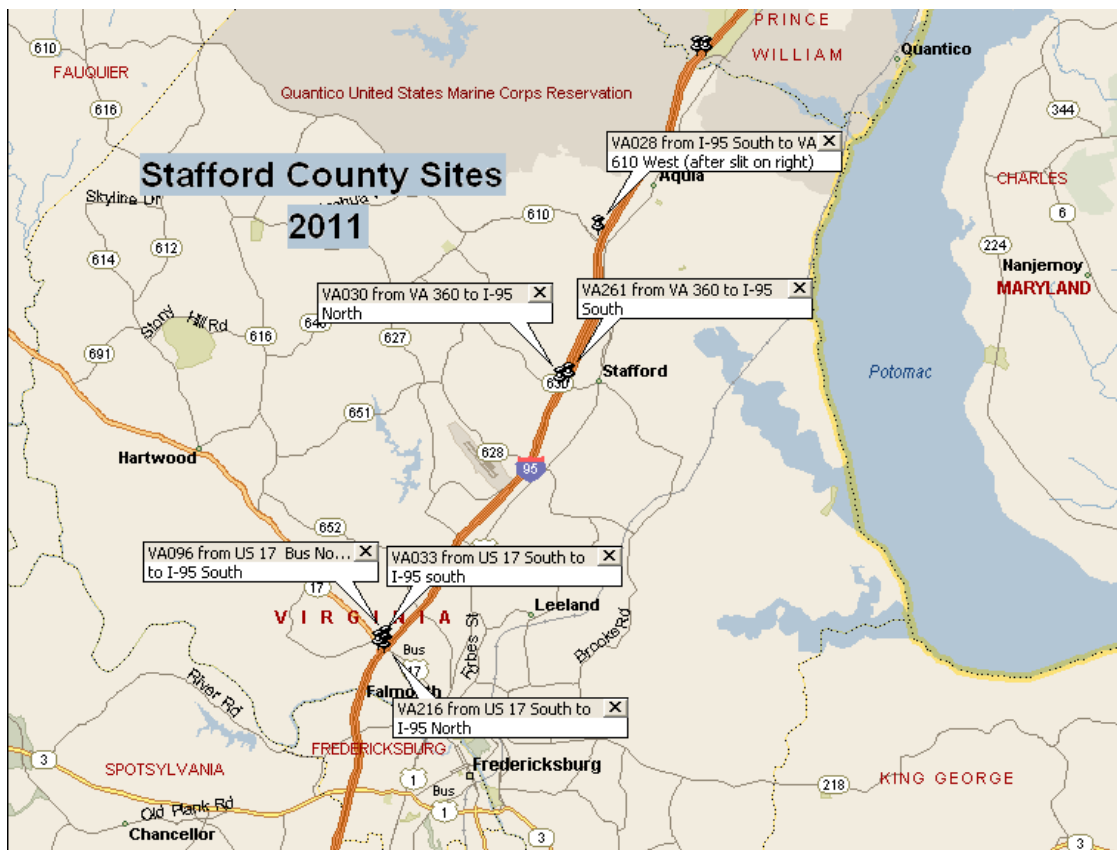 PRINCE
WILLIAM
610
FAUQUIER
Quantico
616
Quantico United States Marine Corps Reservation
344
VA028 from I-95 South to VA
610 West (after slit on right)
Stafford County Sites
2011
Aquia
CHARLES
Skyline Dr
610
6
612
224
614
Nanjemoy
MARYLAND
VA030 from VA 360 to I-95
North
VA261 from VA 360 to I-95
South
Stony Hill Rd
616
627
691
630
Stafford
Potomac
651
628
Hartwood
95
652
VA096 from US 17 Bus No...
to I-95 South
VA033 from US 17 South to
I-95 south
17
VIRGINIA
Leeland
Forbes St
Brooke Rd
Bus
17
River Rd
Falmouth
VA216 from US 17 South to
I-95 North
FREDERICKSBURG
3
SPOTSYLVANIA
Fredericksburg
KING GEORGE
1
218
Bus
1
Old Plank Rd
Chancellor
3
3